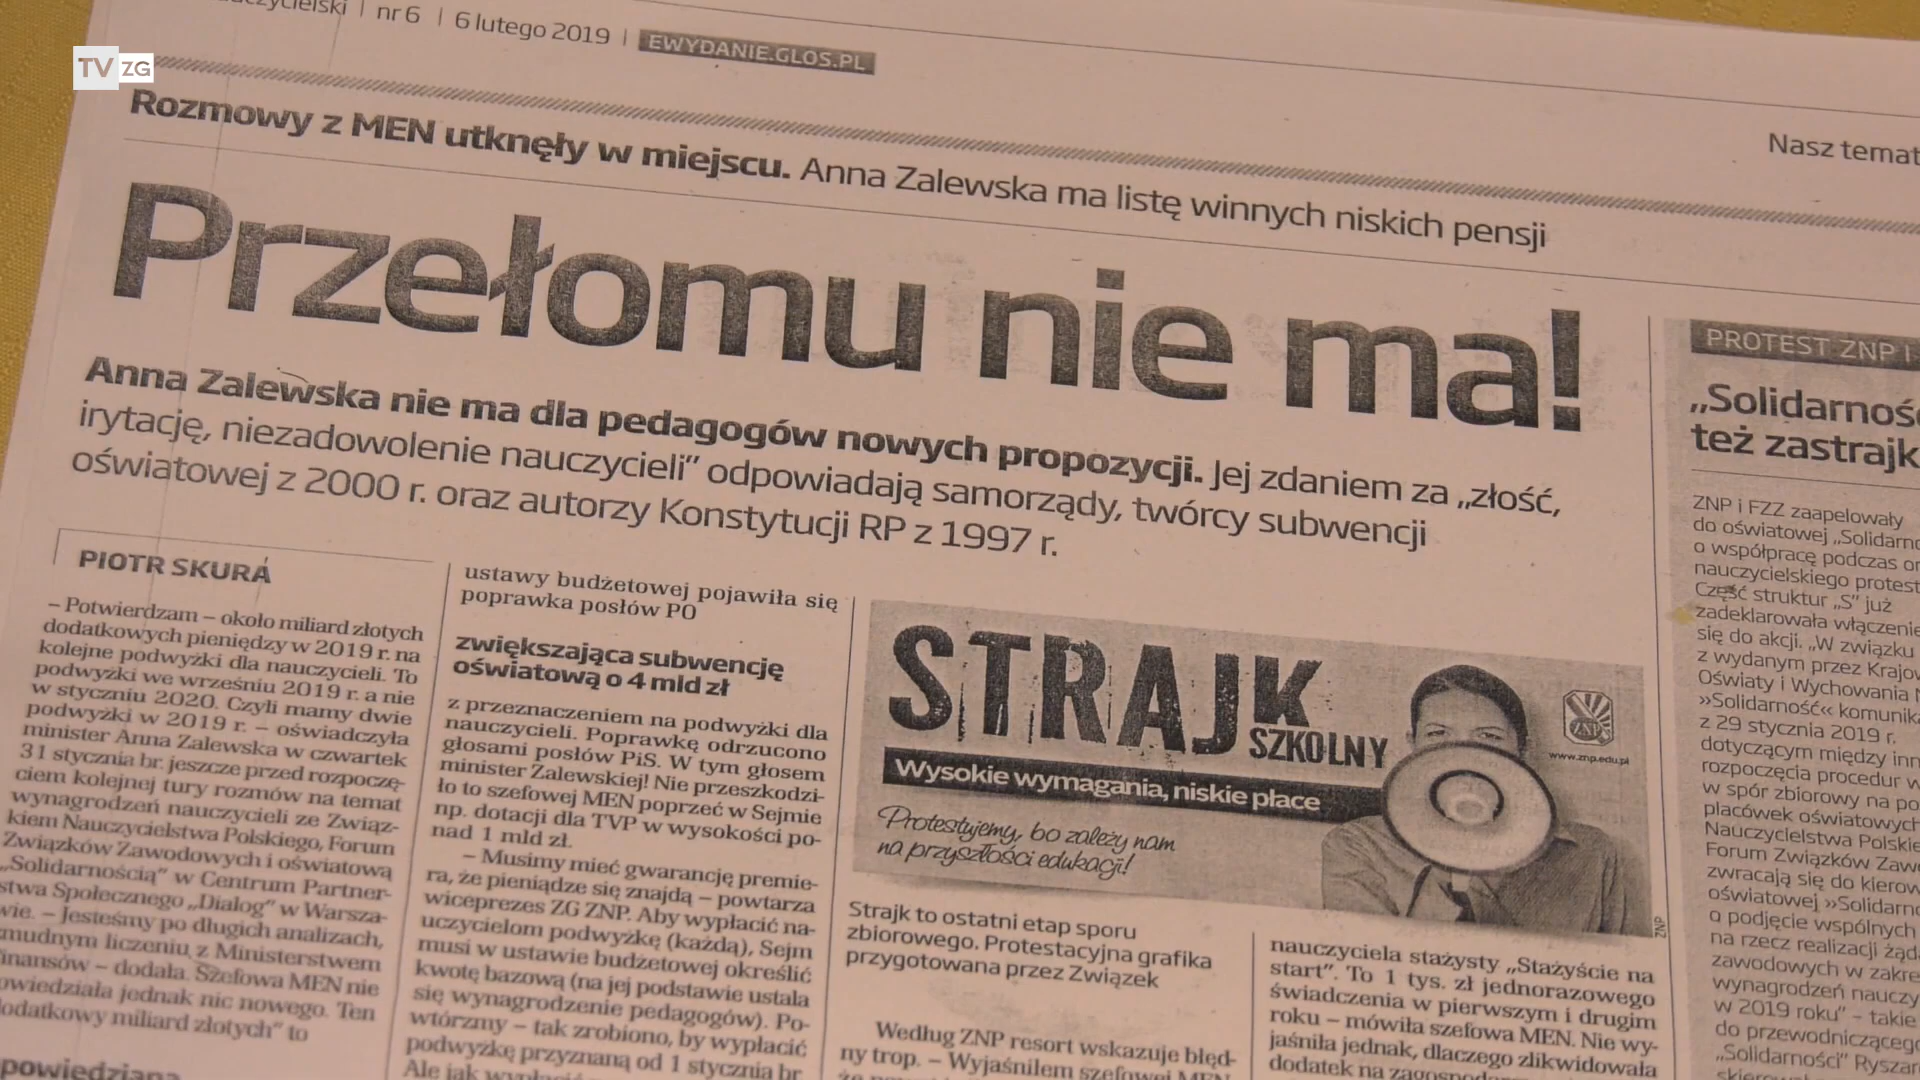 TV ZG
nr 6 | 6 lutego 2019 | EWYDANIE.GLOS.PL
Nasz temat
Rozmowy z MEN utknęły w miejscu. Anna Zalewska ma listę winnych niskich pensji
Przełomu nie ma!
Anna Zalewska nie ma dla pedagogów nowych propozycji. Jej zdaniem za „złość,
irytację, niezadowolenie nauczycieli” odpowiadają samorządy, twórcy subwencji
oświatowej z 2000 r. oraz autorzy Konstytucji RP z 1997 r.
PIOTR SKURA
– Potwierdzam – około miliard złotych
dodatkowych pieniędzy w 2019 r. na
kolejne podwyżki dla nauczycieli. To
podwyżki we wrześniu 2019 r. a nie
w styczniu 2020. Czyli mamy dwie
podwyżki w 2019 r. – oświadczyła
minister Anna Zalewska w czwartek
31 stycznia br. jeszcze przed rozpoczę-
ciem kolejnej tury rozmów na temat
wynagrodzeń nauczycieli ze Związ-
kiem Nauczycielstwa Polskiego, Forum
Związków Zawodowych i oświatową
„Solidarnością” w Centrum Partner-
stwa Społecznego „Dialog” w Warsza-
wie. – Jesteśmy po długich analizach,
żmudnym liczeniu z Ministerstwem
Finansów – dodała. Szefowa MEN nie
powiedziała jednak nic nowego. Ten
„dodatkowy miliard złotych” to
ustawy budżetowej pojawiła się
poprawka posłów PO
zwiększająca subwencję
oświatową o 4 mld zł
z przeznaczeniem na podwyżki dla
nauczycieli. Poprawkę odrzucono
głosami posłów PiS. W tym głosem
minister Zalewskiej! Nie przeszkodzi-
ło to szefowej MEN poprzeć w Sejmie
np. dotacji dla TVP w wysokości po-
nad 1 mld zł.
– Musimy mieć gwarancję premie-
ra, że pieniądze się znajdą – powtarza
wiceprezes ZG ZNP. Aby wypłacić na-
uczycielom podwyżkę (każdą), Sejm
musi w ustawie budżetowej określić
kwotę bazową (na jej podstawie ustala
się wynagrodzenie pedagogów). Po-
wtórzmy – tak zrobiono, by wypłacić
podwyżkę przyznaną od 1 stycznia br.
Ale jak
STRAJK
SZKOLNY
Wysokie wymagania, niskie płace
Protestujemy, bo zależy nam
na przyszłości edukacji!
ZNP
www.znp.edu.pl
ZNP
Strajk to ostatni etap sporu
zbiorowego. Protestacyjna grafika
przygotowana przez Związek
Według ZNP resort wskazuje błęd-
ny trop. – Wyjaśniłem szefowej MEN,
nauczyciela stażysty „Stażyście na
start”. To 1 tys. zł jednorazowego
świadczenia w pierwszym i drugim
roku – mówiła szefowa MEN. Nie wy-
jaśniła jednak, dlaczego zlikwidowała
dodatek na
PROTEST ZNP I
„Solidarność
też zastrajk
ZNP i FZZ zaapelowały
do oświatowej „Solidarno
o współpracę podczas
nauczycielskiego protest
Część struktur „S” już
zadeklarowała włączenie
się do akcji. „W związku
z wydanym przez Krajow
Oświaty i Wychowania
»Solidarność« komunika
z 29 stycznia 2019 r.
dotyczącym między inn
rozpoczęcia procedur w
w spór zbiorowy na po
placówek oświatowych
Nauczycielstwa Polskie
Forum Związków Zawo
zwracają się do kierow
oświatowej »Solidarno
o podjęcie wspólnych
na rzecz realizacji żąda
zawodowych w zakre
wynagrodzeń nauczy
w 2019 roku” – takie
do przewodniczącego
„Solidarności” Ryszar